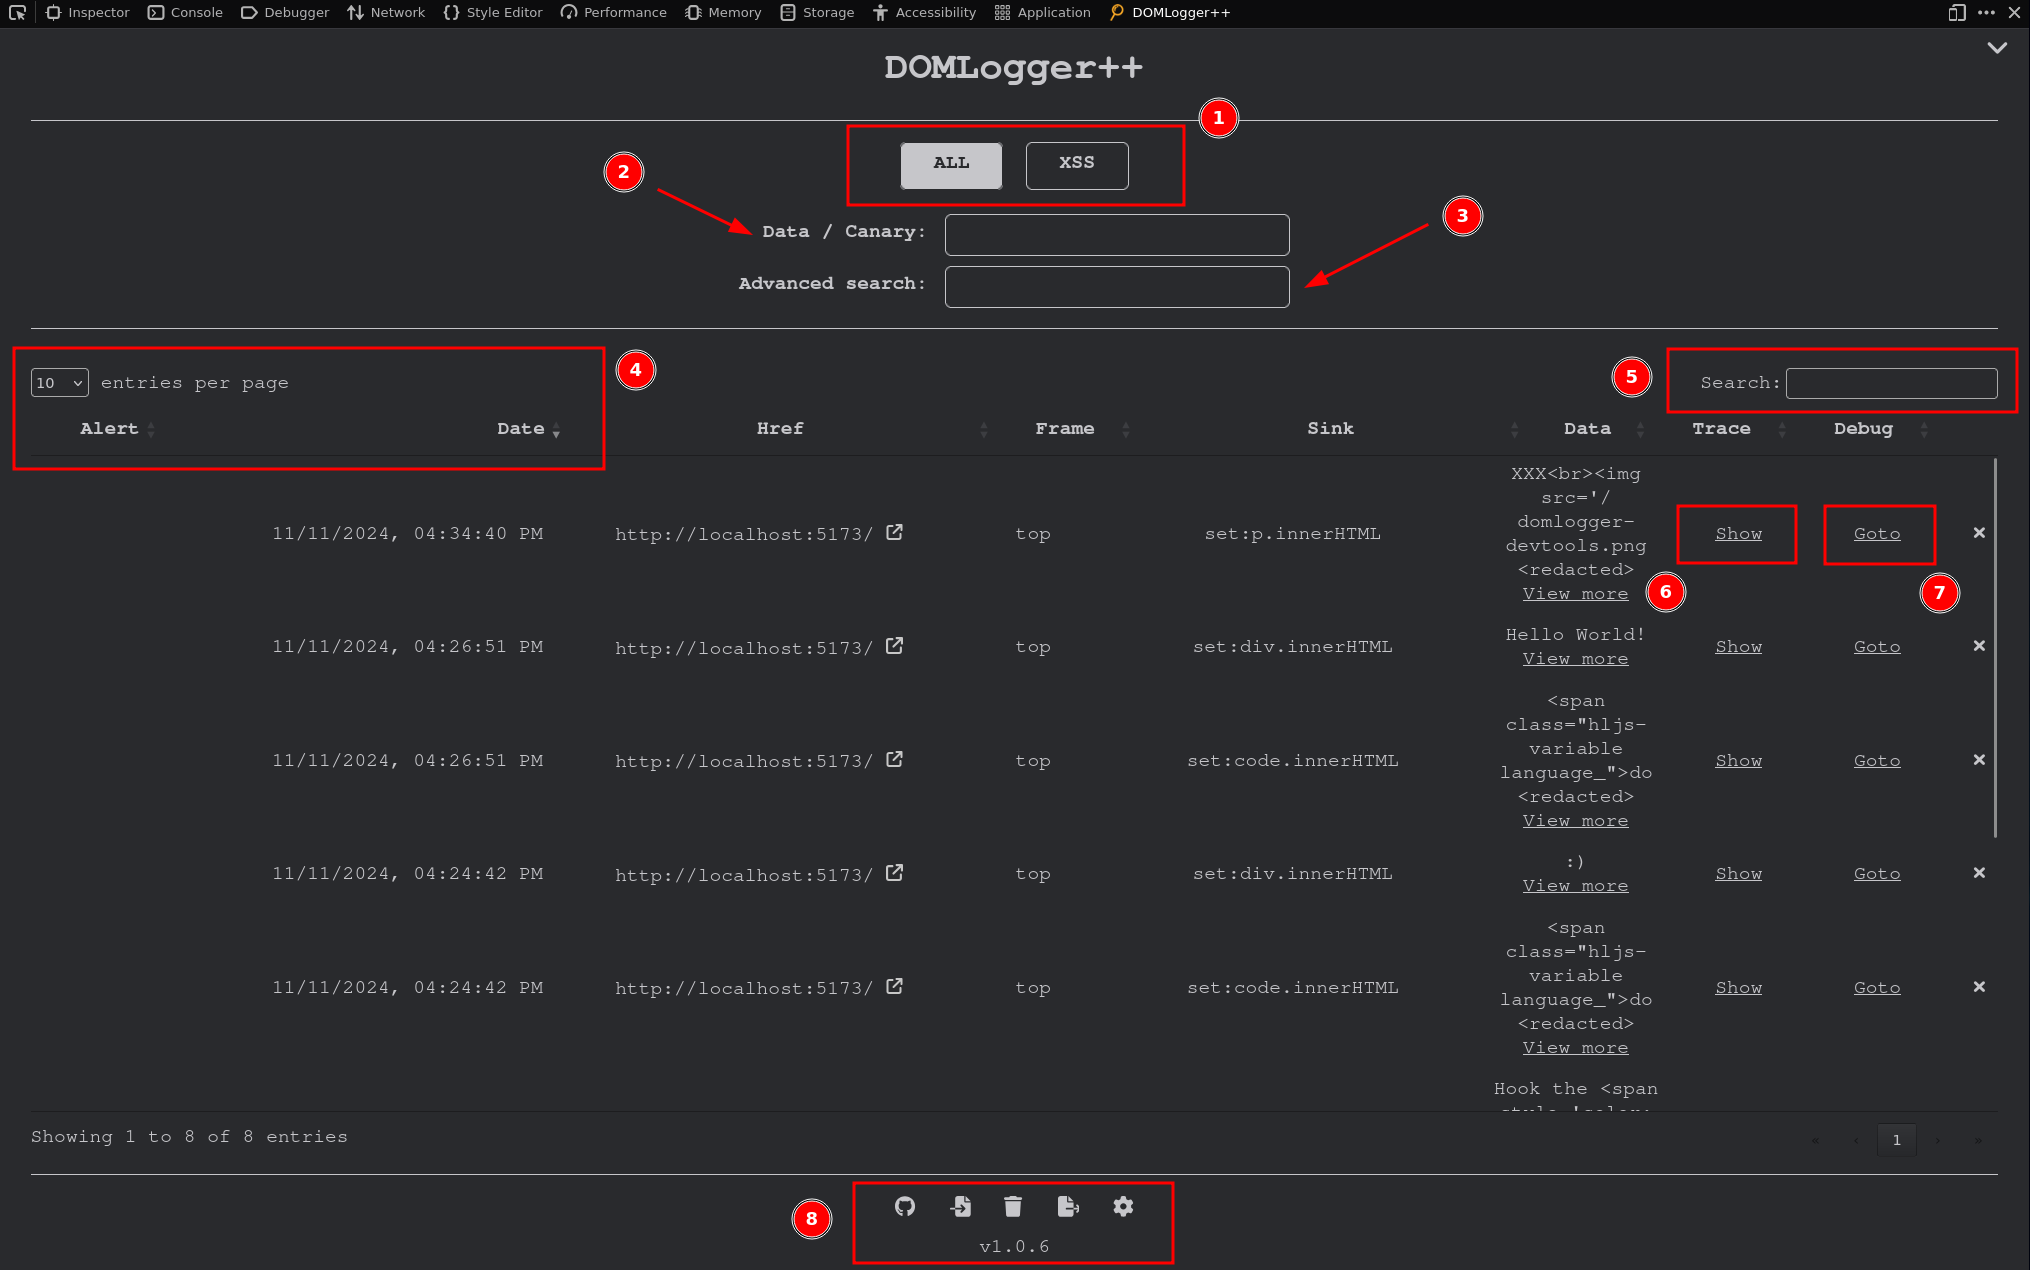 Inspector Console Debugger Network Style Editor Performance Memory Storage Accessibility Application DOMLogger++
DOMLogger++
1
ALL XSS
2
3
Data / Canary:
Advanced search:
10 entries per page
4
5
Search:
Alert Date Href Frame Sink Data Trace Debug
11/11/2024, 04:34:40 PM http://localhost:5173/ top set:p.innerHTML
XXX<br><img
src='/
domlogger-
devtools.png
<redacted>
View more
Show Goto
6
7
11/11/2024, 04:26:51 PM http://localhost:5173/ top set:div.innerHTML
Hello World!
View more
Show Goto
11/11/2024, 04:26:51 PM http://localhost:5173/ top set:code.innerHTML
<span
class="hljs-
variable
language_">do
<redacted>
View more
Show Goto
11/11/2024, 04:24:42 PM http://localhost:5173/ top set:div.innerHTML
:)
View more
Show Goto
11/11/2024, 04:24:42 PM http://localhost:5173/ top set:code.innerHTML
<span
class="hljs-
variable
language_">do
<redacted>
View more
Show Goto
Hook the <span
Showing 1 to 8 of 8 entries
« ‹ 1 › »
8
v1.0.6